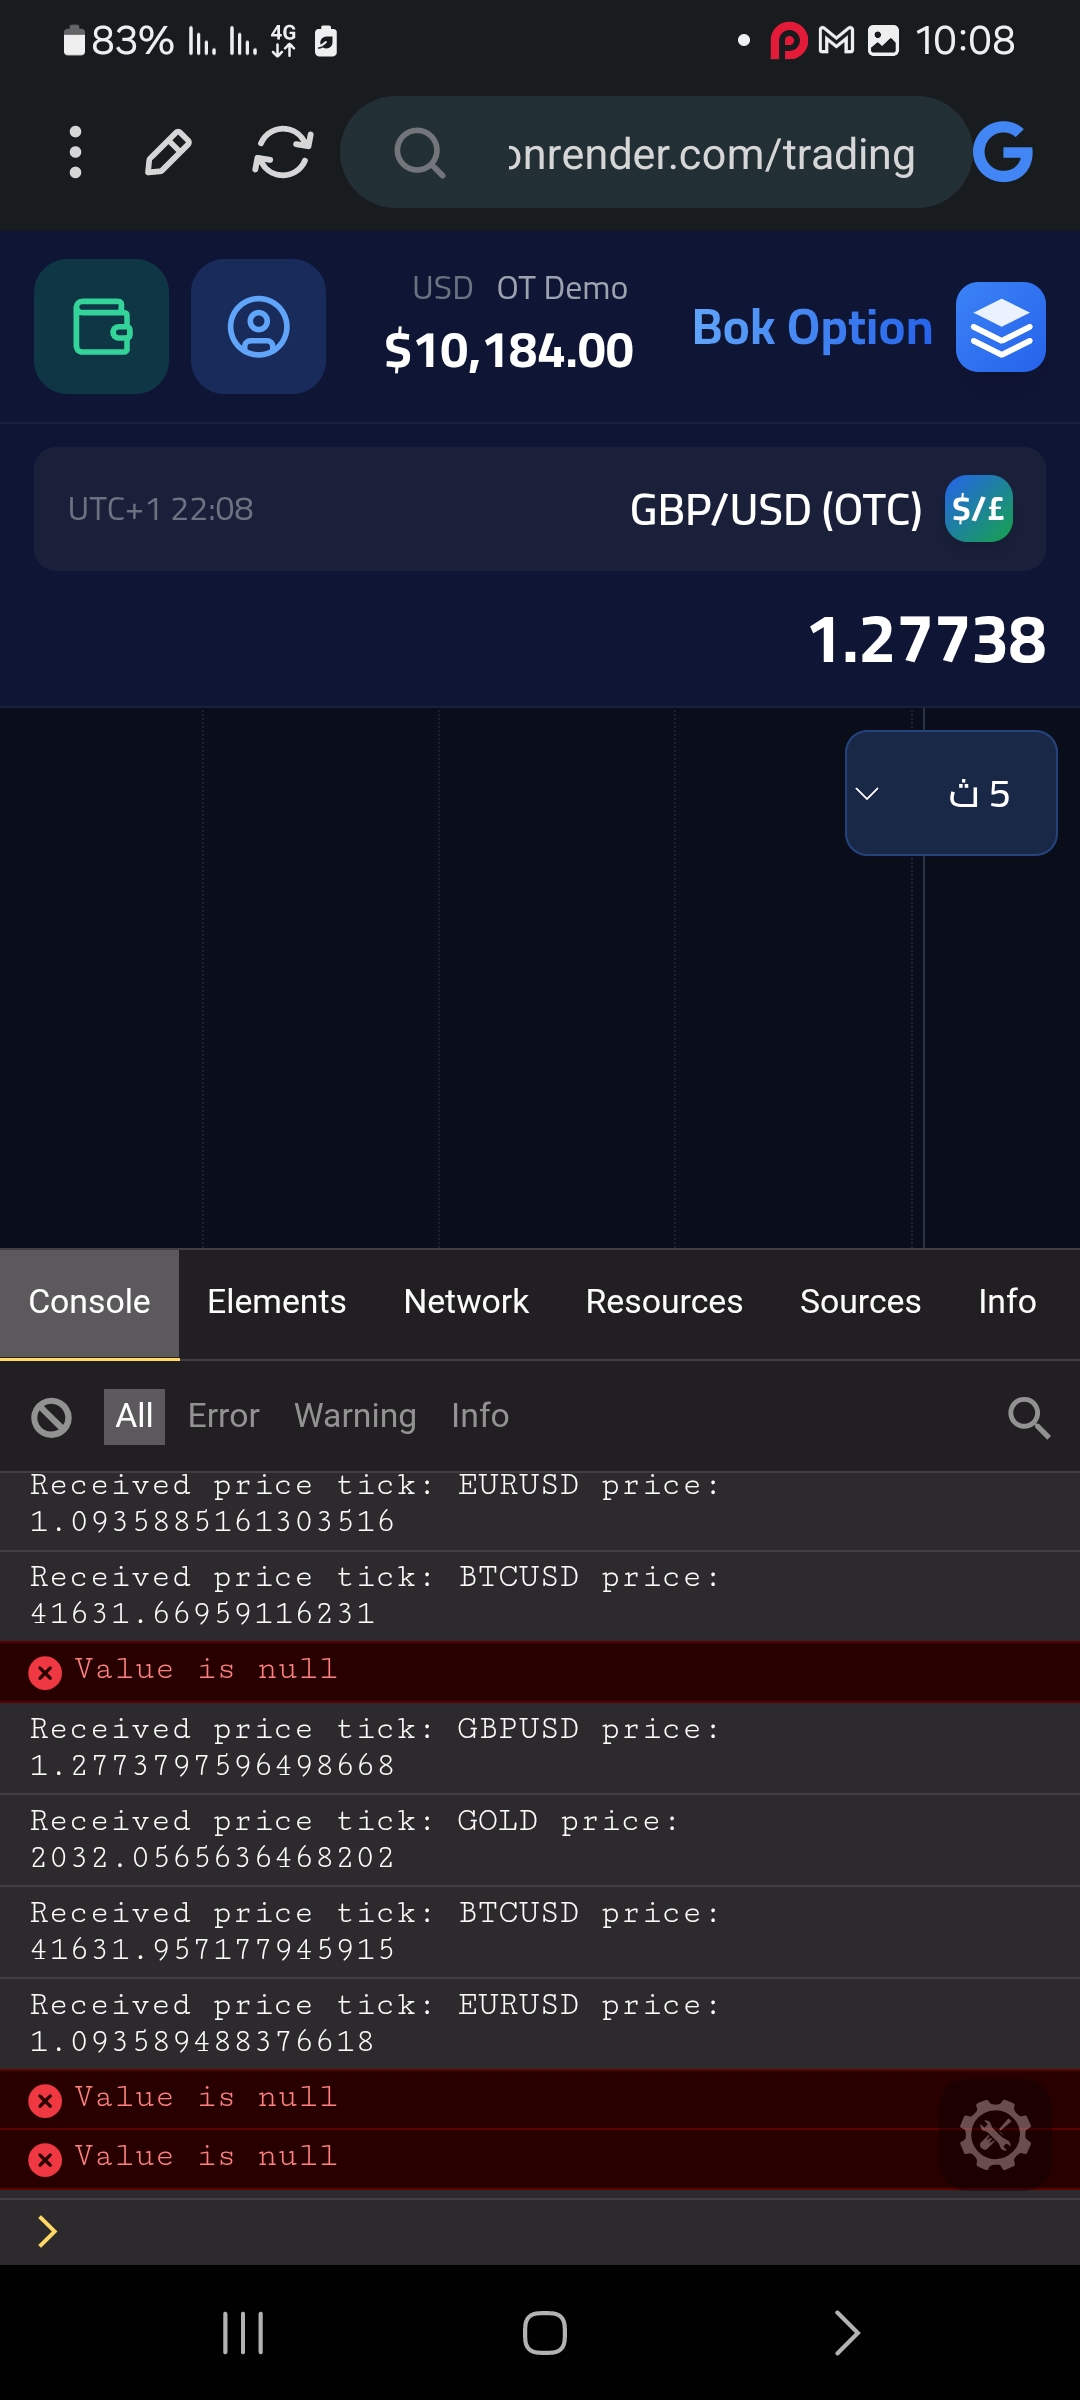 83% 4G 10:08
onrender.com/trading
USD OT Demo
$10,184.00
Bok Option
UTC+1 22:08 GBP/USD (OTC) $/£
1.27738
5 ث
Console Elements Network Resources Sources Info
All Error Warning Info
Received price tick: EURUSD price:
1.0935885161303516
Received price tick: BTCUSD price:
41631.66959116231
Value is null
Received price tick: GBPUSD price:
1.2773797596498668
Received price tick: GOLD price:
2032.0565636468202
Received price tick: BTCUSD price:
41631.957177945915
Received price tick: EURUSD price:
1.093589488376618
Value is null
Value is null